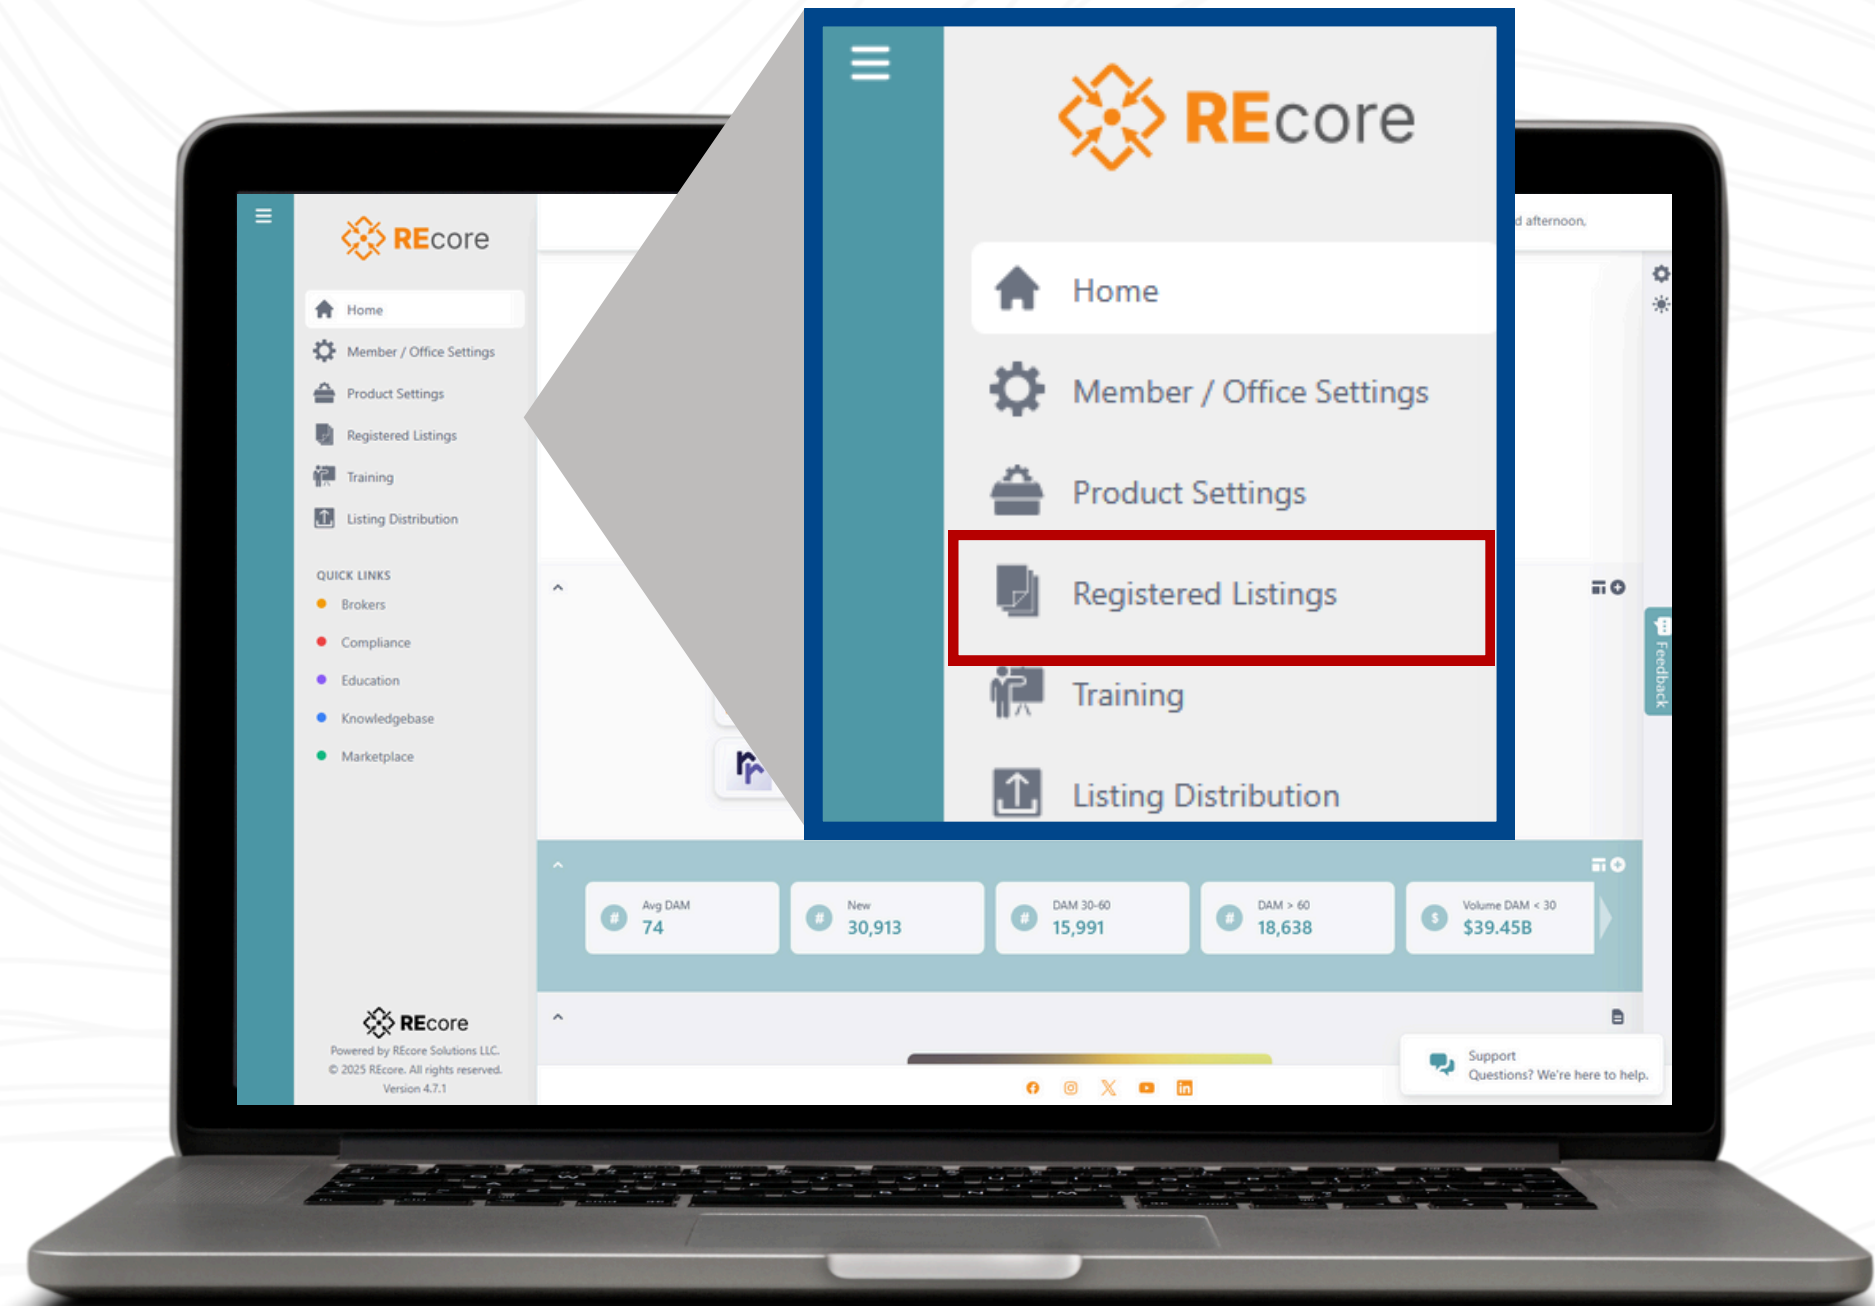 REcore
Home
Member / Office Settings
Product Settings
Registered Listings
Training
Listing Distribution
REcore
Home
Member / Office Settings
Product Settings
Registered Listings
Training
Listing Distribution
QUICK LINKS
Brokers
Compliance
Education
Knowledgebase
Marketplace
d afternoon,
Feedback
Avg DAM
74
New
30,913
DAM 30-60
15,991
DAM > 60
18,638
Volume DAM < 30
$39.45B
REcore
Powered by REcore Solutions LLC.
© 2025 REcore. All rights reserved.
Version 4.7.1
Support
Questions? We're here to help.